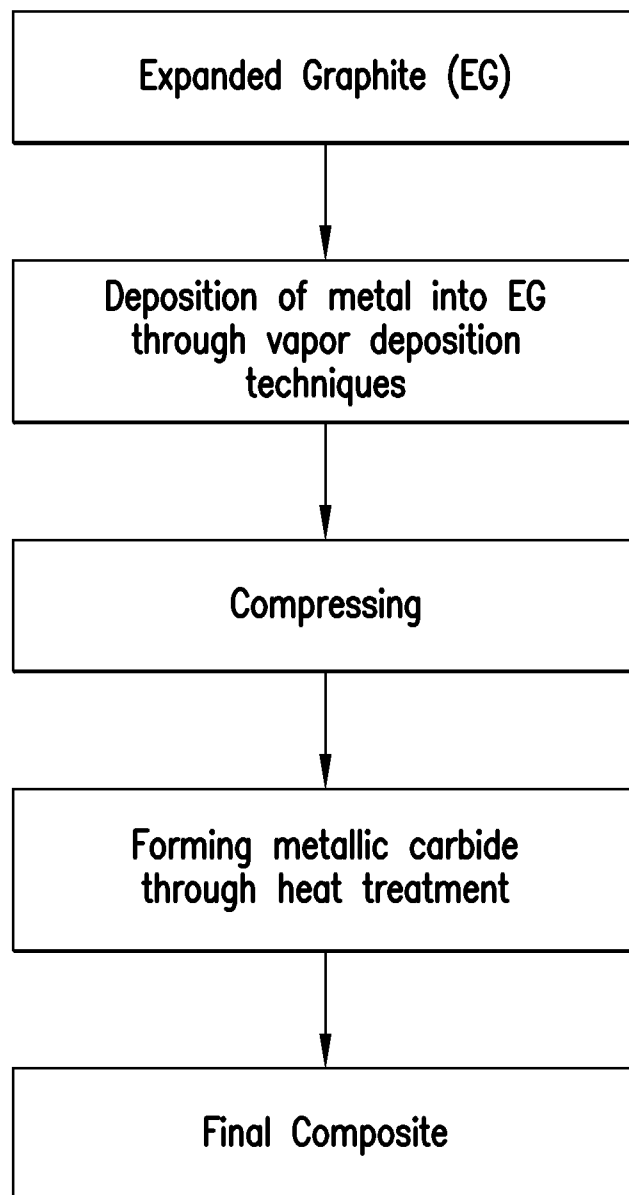 Expanded Graphite (EG)
Deposition of metal into EG
through vapor deposition
techniques
Compressing
Forming metallic carbide
through heat treatment
Final Composite